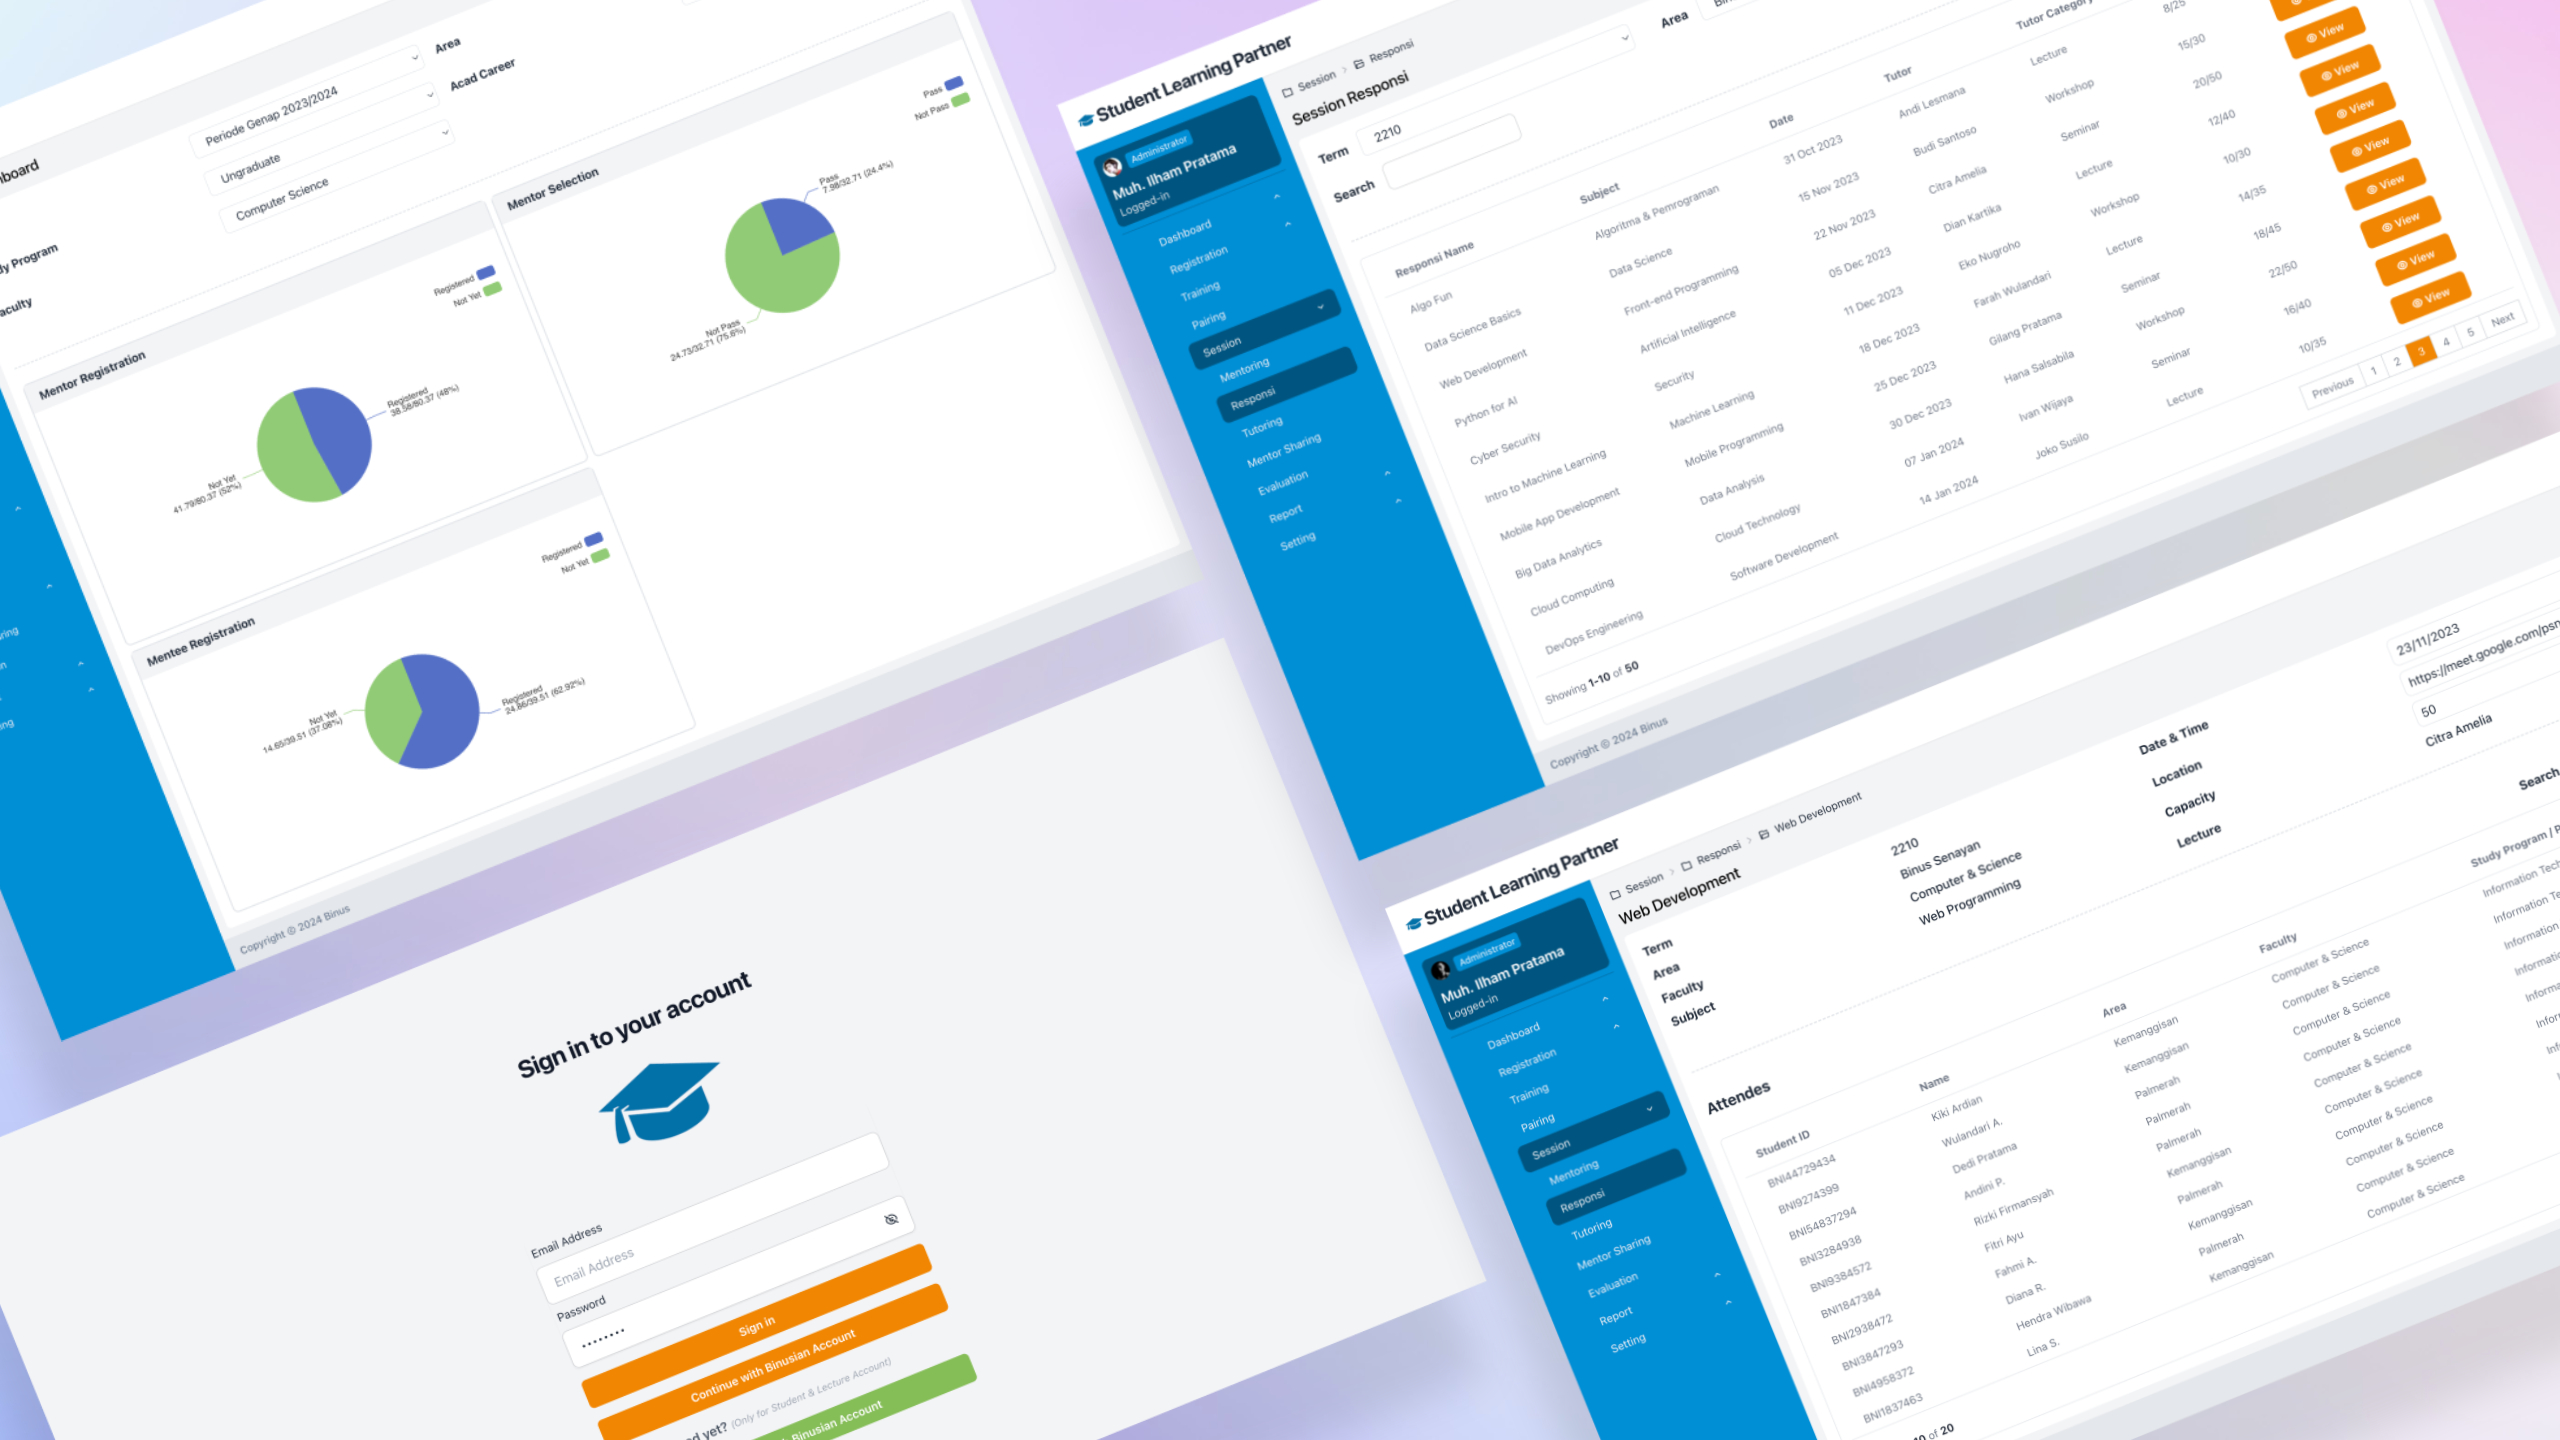 Area
Acad Career
Periode Genap 2023/2024
Ungraduate
Computer Science
Mentor Registration
Registered
Not Yet
Registered
38.58/80.37 (48%)
Not Yet
41.79/80.37 (52%)
Mentor Selection
Pass
Not Pass
Pass
7.98/32.71 (24.4%)
Not Pass
24.73/32.71 (75.6%)
Mentee Registration
Registered
Not Yet
Registered
24.86/39.51 (62.92%)
Not Yet
14.65/39.51 (37.08%)
Copyright © 2024 Binus
Sign in to your account
Email Address
Email Address
Password
Sign in
Continue with Binusian Account
yet? (Only for Student & Lecture Account)
Binusian Account
Student Learning Partner
Administrator
Muh. Ilham Pratama
Logged-in
Dashboard
Registration
Training
Pairing
Session
Mentoring
Responsi
Tutoring
Mentor Sharing
Evaluation
Report
Setting
Session > Responsi
Session Responsi
Term 2210
Area
Search
Responsi Name Subject Date Tutor Tutor Category
Algo Fun Algoritma & Pemrograman 31 Oct 2023 Andi Lesmana Lecture 8/25
Data Science Basics Data Science 15 Nov 2023 Budi Santoso Workshop 15/30 View
Web Development Front-end Programming 22 Nov 2023 Citra Amelia Seminar 20/50 View
Python for AI Artificial Intelligence 05 Dec 2023 Dian Kartika Lecture 12/40 View
Cyber Security Security 11 Dec 2023 Eko Nugroho Workshop 10/30 View
Intro to Machine Learning Machine Learning 18 Dec 2023 Farah Wulandari Lecture 14/35 View
Mobile App Development Mobile Programming 25 Dec 2023 Gilang Pratama Seminar 18/45 View
Big Data Analytics Data Analysis 30 Dec 2023 Hana Salsabila Workshop 22/50 View
Cloud Computing Cloud Technology 07 Jan 2024 Ivan Wijaya Seminar 16/40 View
DevOps Engineering Software Development 14 Jan 2024 Joko Susilo Lecture 10/35
Showing 1-10 of 50
Previous 1 2 3 4 5 Next
Copyright © 2024 Binus
Student Learning Partner
Administrator
Muh. Ilham Pratama
Logged-in
Dashboard
Registration
Training
Pairing
Session
Mentoring
Responsi
Tutoring
Mentor Sharing
Evaluation
Report
Setting
Session > Responsi > Web Development
Web Development
Term 2210
Area Binus Senayan
Faculty Computer & Science
Subject Web Programming
Date & Time 23/11/2023
Location
Capacity 50
Lecture Citra Amelia
Attendes
Search
Student ID Name Area Faculty Study Program /
BNI44729434 Kiki Ardian Kemanggisan Computer & Science Information
BNI9274399 Wulandari A. Kemanggisan Computer & Science Information
BNI54837294 Dedi Pratama Palmerah Computer & Science Information
BNI3284938 Andini P. Palmerah Computer & Science
BNI9384572 Rizki Firmansyah Palmerah Computer & Science
BNI1847384 Fitri Ayu Kemanggisan Computer & Science
BNI2938472 Fahmi A. Palmerah Computer & Science
BNI3847293 Diana R. Kemanggisan Computer & Science
BNI4958372 Hendra Wibawa Palmerah Computer & Science
BNI1837463 Lina S. Kemanggisan Computer & Science
of 20